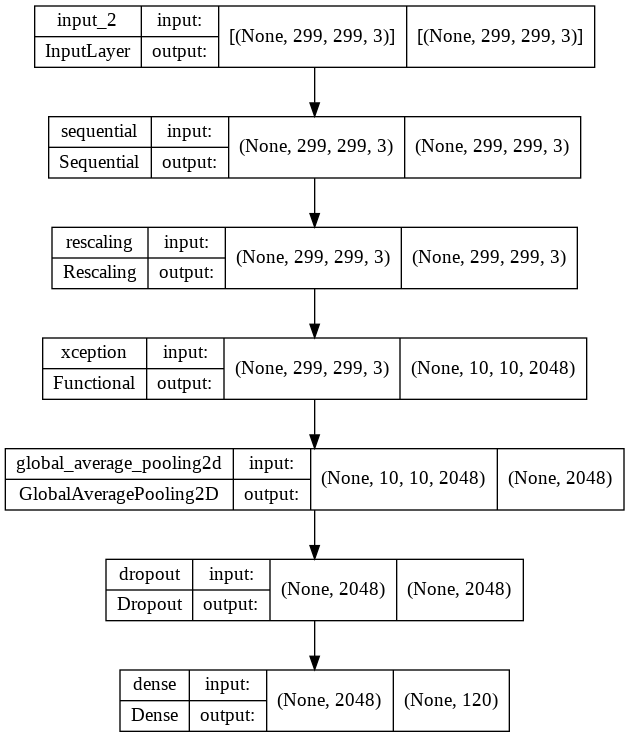 input_2 input: [(None, 299, 299, 3)] [(None, 299, 299, 3)]
InputLayer output:
sequential input: (None, 299, 299, 3) (None, 299, 299, 3)
Sequential output:
rescaling input: (None, 299, 299, 3) (None, 299, 299, 3)
Rescaling output:
xception input: (None, 299, 299, 3) (None, 10, 10, 2048)
Functional output:
global_average_pooling2d input: (None, 10, 10, 2048) (None, 2048)
GlobalAveragePooling2D output:
dropout input: (None, 2048) (None, 2048)
Dropout output:
dense input: (None, 2048) (None, 120)
Dense output: